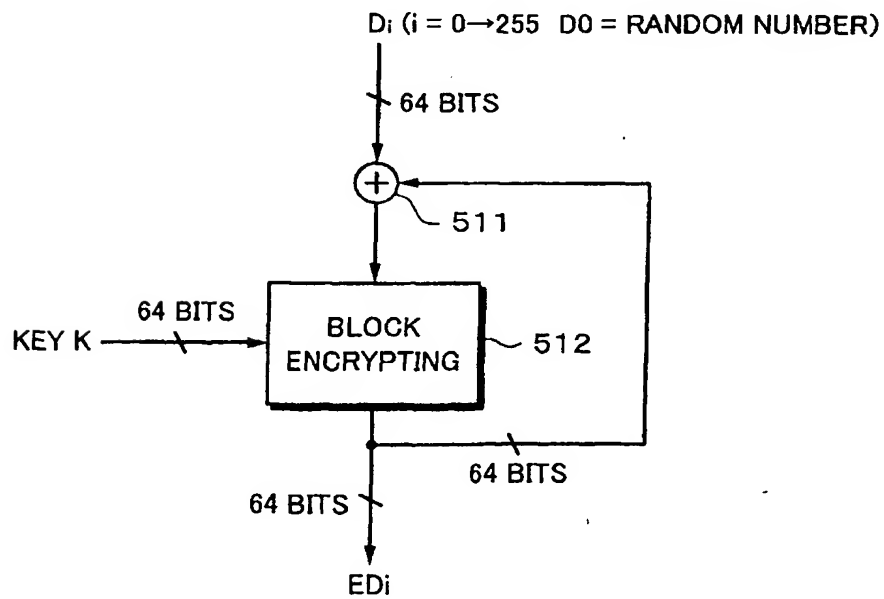 Di (i = 0→255 D0 = RANDOM NUMBER)
64 BITS
+
511
64 BITS
KEY K
BLOCK
ENCRYPTING
512
64 BITS
64 BITS
EDi